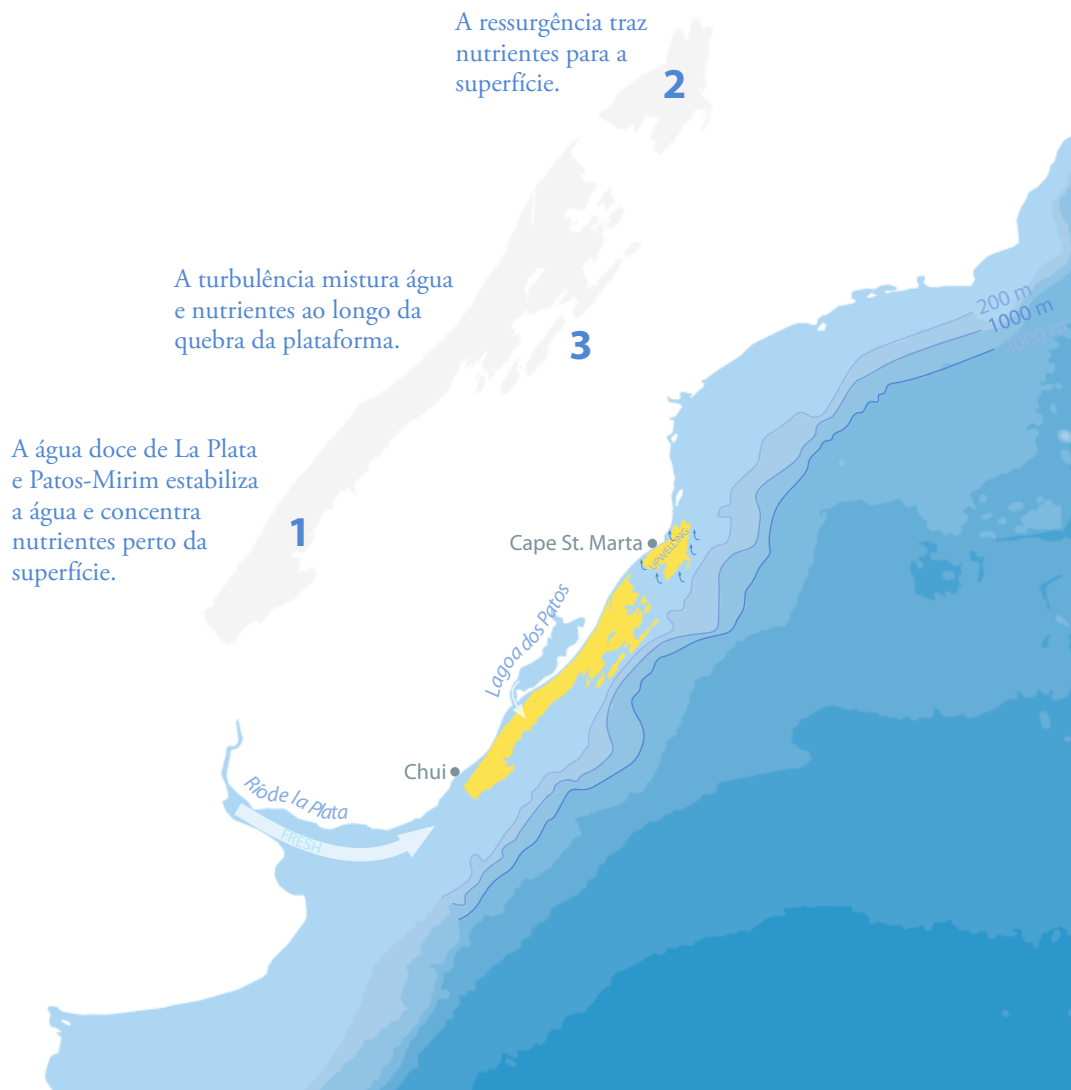 A ressurgência traz
nutrientes para a
superfície.
2
A turbulência mistura água
e nutrientes ao longo da
quebra da plataforma.
3
200 m
1000 m
2000 m
A água doce de La Plata
e Patos-Mirim estabiliza
a água e concentra
nutrientes perto da
superfície.
1
Cape St. Marta
UPWELLING
Lagoa dos Patos
Chui
Río de la Plata
FRESH